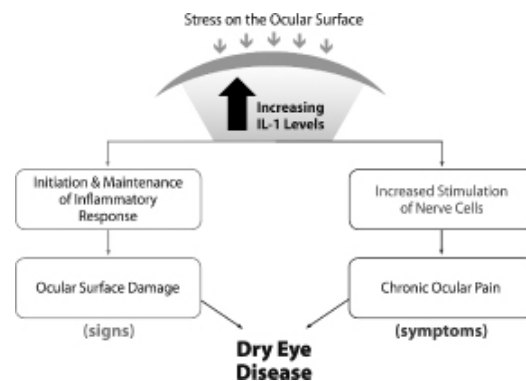 Stress on the Ocular Surface
Increasing
IL-1 Levels
Initiation & Maintenance
of Inflammatory
Response
Increased Stimulation
of Nerve Cells
Ocular Surface Damage
Chronic Ocular Pain
(signs)
(symptoms)
Dry Eye
Disease